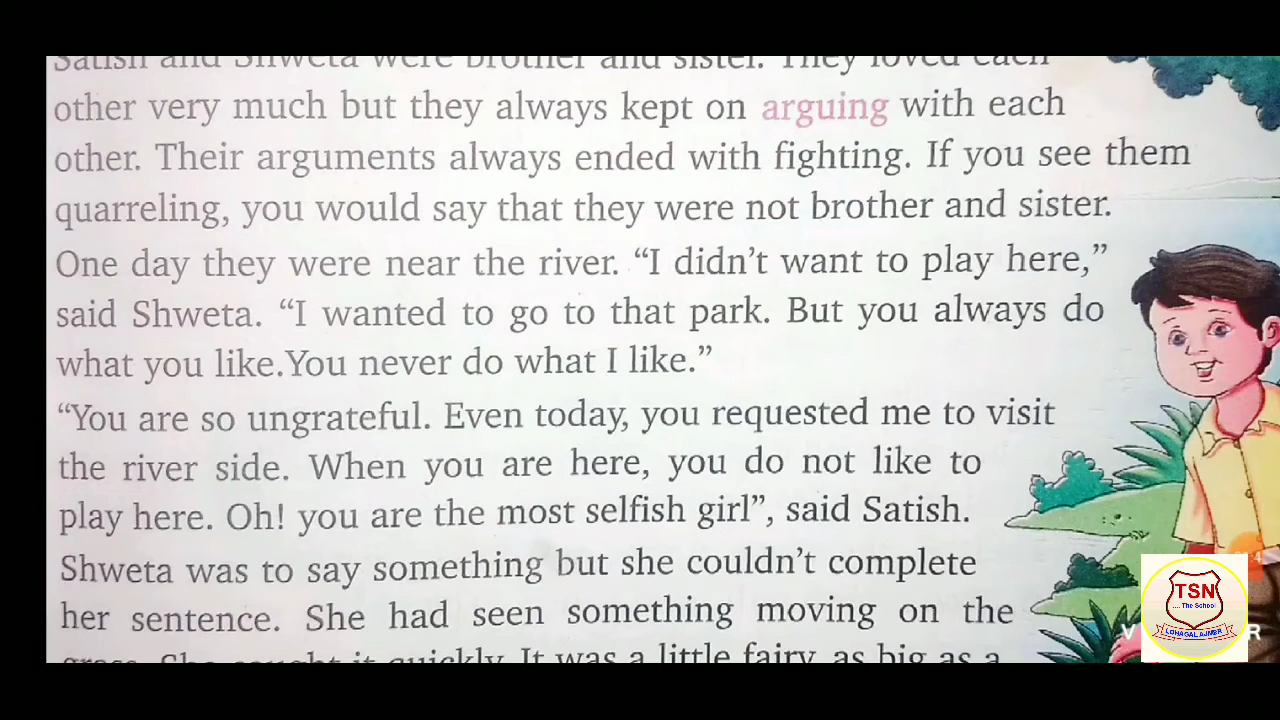 Satish and Shweta were brother and sister. They loved each
other very much but they always kept on arguing with each
other. Their arguments always ended with fighting. If you see them
quarreling, you would say that they were not brother and sister.
One day they were near the river. “I didn’t want to play here,”
said Shweta. “I wanted to go to that park. But you always do
what you like.You never do what I like.”
“You are so ungrateful. Even today, you requested me to visit
the river side. When you are here, you do not like to
play here. Oh! you are the most selfish girl”, said Satish.
Shweta was to say something but she couldn’t complete
her sentence. She had seen something moving on the
grass. She caught it quickly. It was a little fairy, as big as a
TSN
.... The School
LOHAGAL AJMER